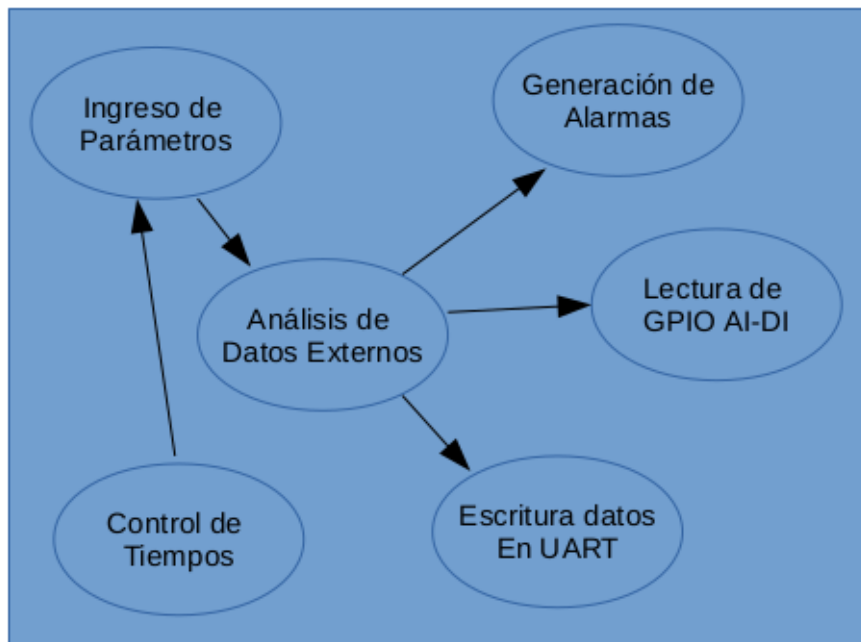 Ingreso de
Parámetros
Generación de
Alarmas
Análisis de
Datos Externos
Lectura de
GPIO AI-DI
Control de
Tiempos
Escritura datos
En UART